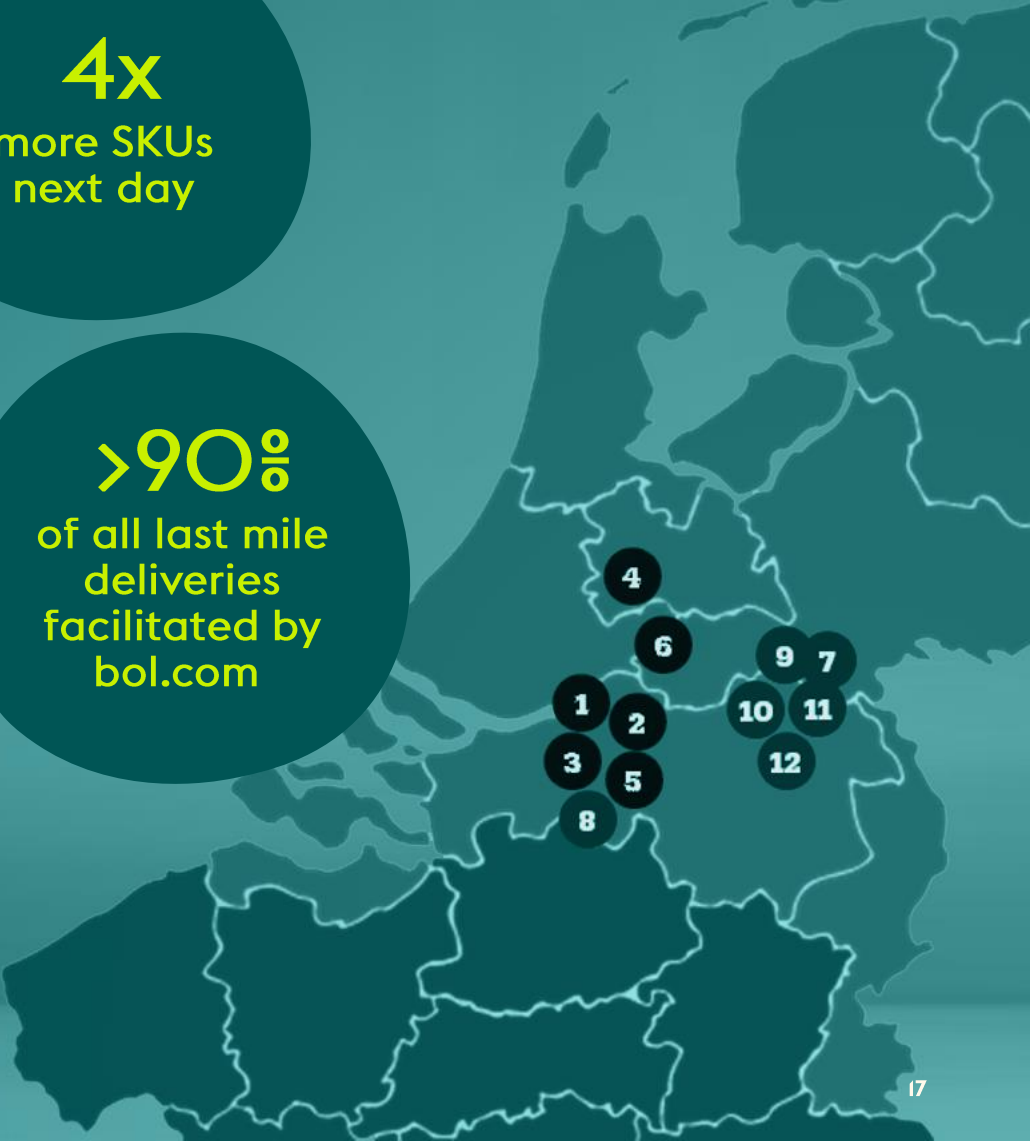 4x
more SKUs
next day
>90%
of all last mile
deliveries
facilitated by
bol.com
4
6
9 7
1
2
10 11
3
5
12
8
17